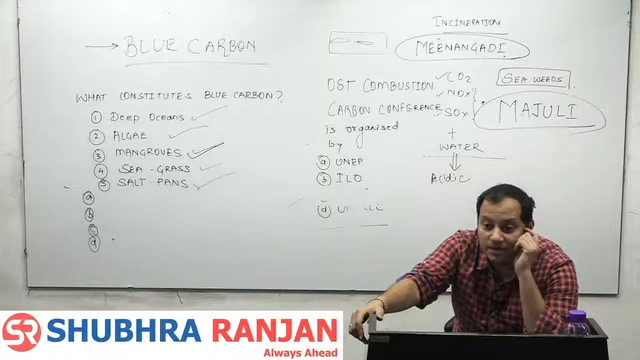 → BLUE CARBON
WHAT CONSTITUTES BLUE CARBON?
① DEEP OCEANS
② ALGAE
③ MANGROVES
④ SEA-GRASS
⑤ SALT-PANS
ⓐ
ⓑ
ⓒ
ⓓ
INCINERATION
MEENANGADI
OST COMBUSTION
CARBON CONFERENCE
is organised
by
ⓐ UNEP
ⓑ ILO
ⓓ
CO2
NOx
SOx
+
WATER
Acidic
SEA WEEDS
MAJULI
SR
SHUBHRA RANJAN
Always Ahead